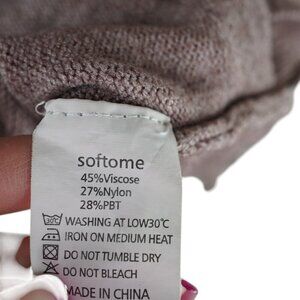 softome
45%Viscose
27%Nylon
28%PBT
WASHING AT LOW30℃
IRON ON MEDIUM HEAT
DO NOT TUMBLE DRY
DO NOT BLEACH
MADE IN CHINA